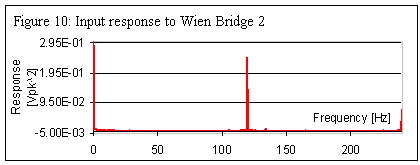 Figure 10: Input response to Wien Bridge 2
2.95E-01
1.95E-01
9.50E-02
-5.00E-03
Response
[Vpk^2]
Frequency [Hz]
0 50 100 150 200